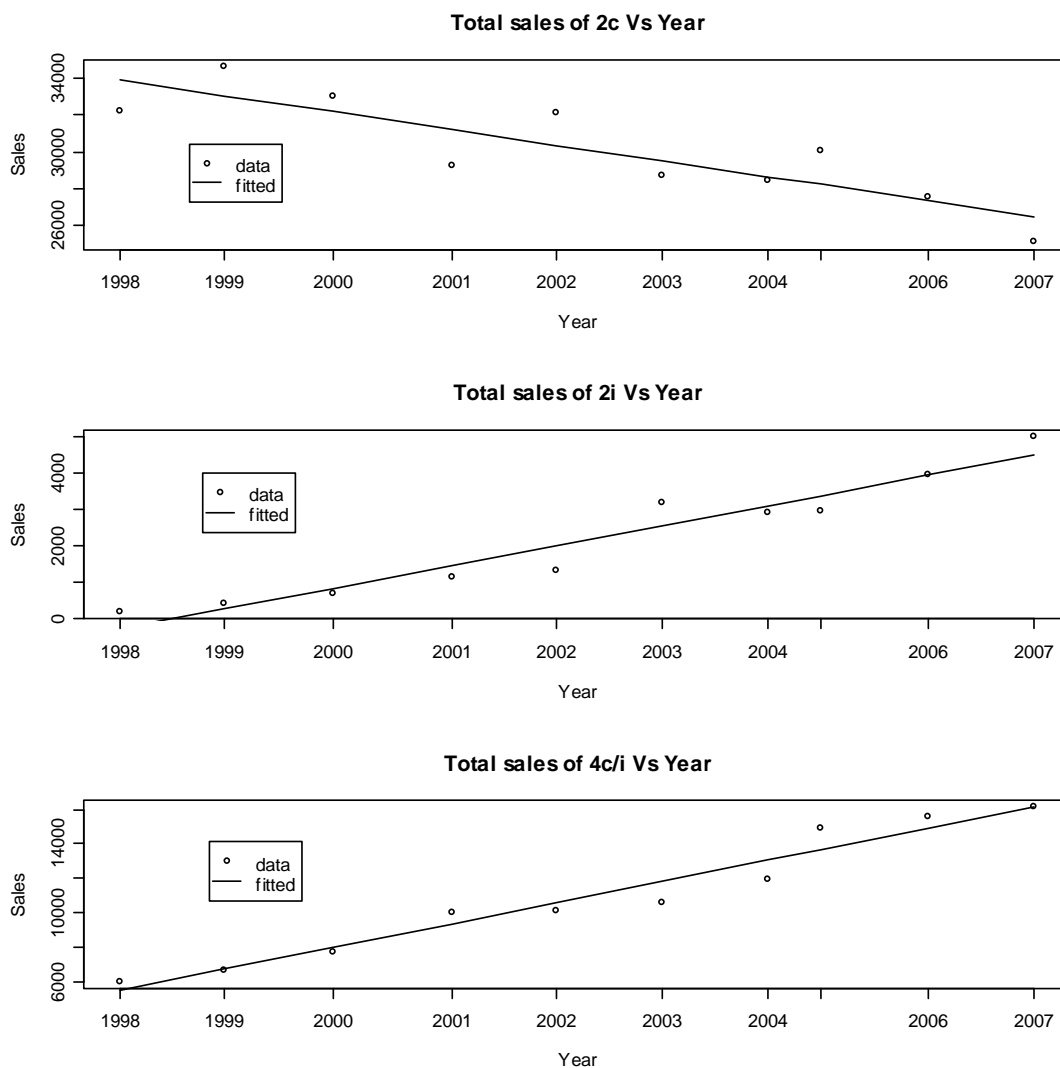 Total sales of 2c Vs Year
Sales
34000
30000
26000
data
fitted
1998 1999 2000 2001 2002 2003 2004 2006 2007
Year
Total sales of 2i Vs Year
Sales
4000
2000
0
data
fitted
1998 1999 2000 2001 2002 2003 2004 2006 2007
Year
Total sales of 4c/i Vs Year
Sales
14000
10000
6000
data
fitted
1998 1999 2000 2001 2002 2003 2004 2006 2007
Year